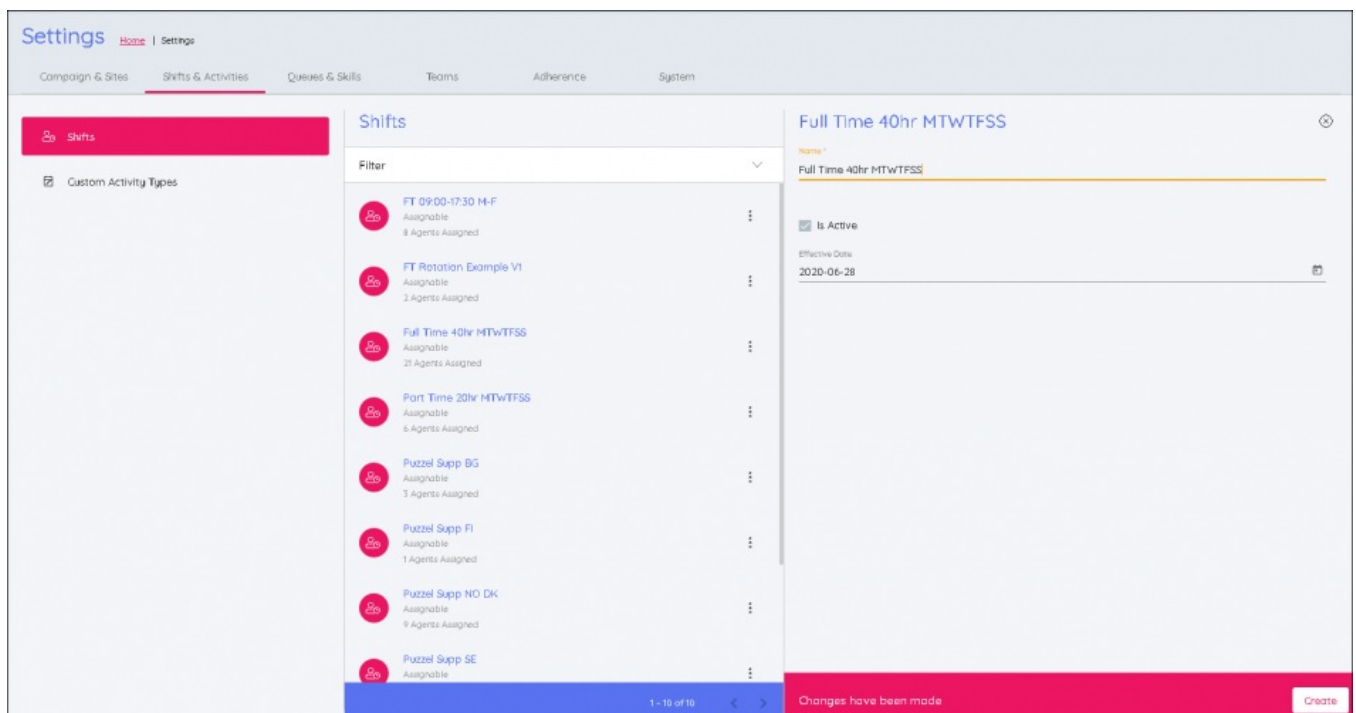 Settings Home | Settings
Campaign & Sites Shifts & Activities Queues & Skills Teams Adherence System
Shifts
Custom Activity Types
Shifts
Filter
FT 09:00-17:30 M-F
Assignable
8 Agents Assigned
FT Rotation Example V1
Assignable
2 Agents Assigned
Full Time 40hr MTWTFSS
Assignable
21 Agents Assigned
Part Time 20hr MTWTFSS
Assignable
6 Agents Assigned
Puzzel Supp BG
Assignable
3 Agents Assigned
Puzzel Supp FI
Assignable
1 Agents Assigned
Puzzel Supp NO DK
Assignable
9 Agents Assigned
Puzzel Supp SE
Assignable
1 - 10 of 10
Full Time 40hr MTWTFSS
Name *
Full Time 40hr MTWTFSS
Is Active
Effective Date
2020-06-28
Changes have been made
Create